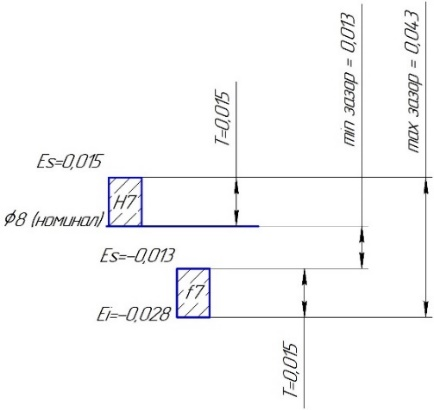 min зазор = 0,013
max зазор = 0,043
T=0,015
Es=0,015
H7
ϕ8 (номинал)
Es=-0,013
f7
Ei=-0,028
T=0,015